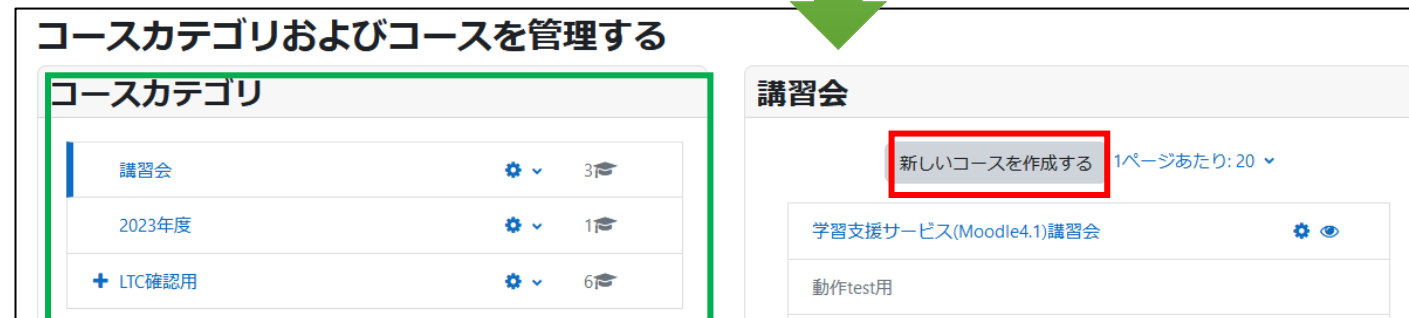 コースカテゴリおよびコースを管理する
コースカテゴリ
講習会 3
2023年度 1
LTC確認用 6
講習会
新しいコースを作成する 1ページあたり: 20
学習支援サービス(Moodle4.1)講習会
動作test用